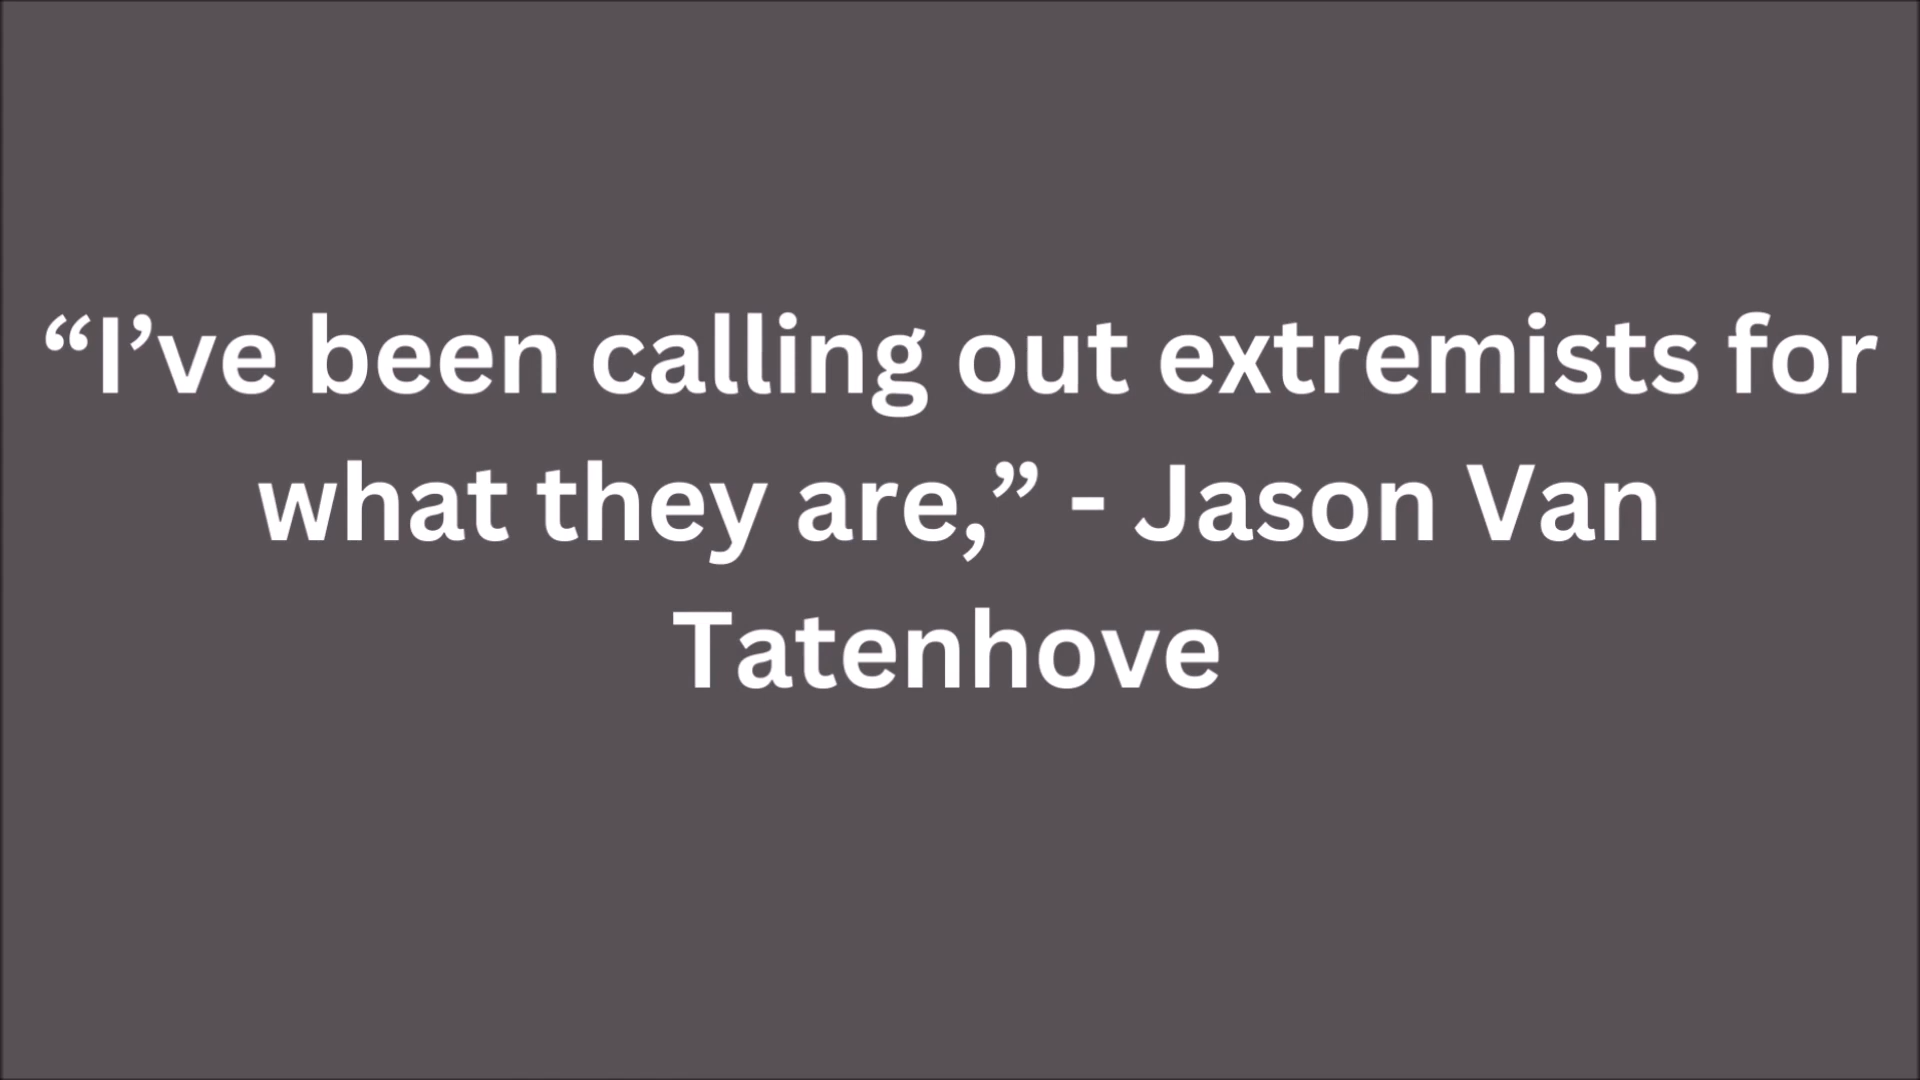 “I’ve been calling out extremists for
what they are,” - Jason Van
Tatenhove